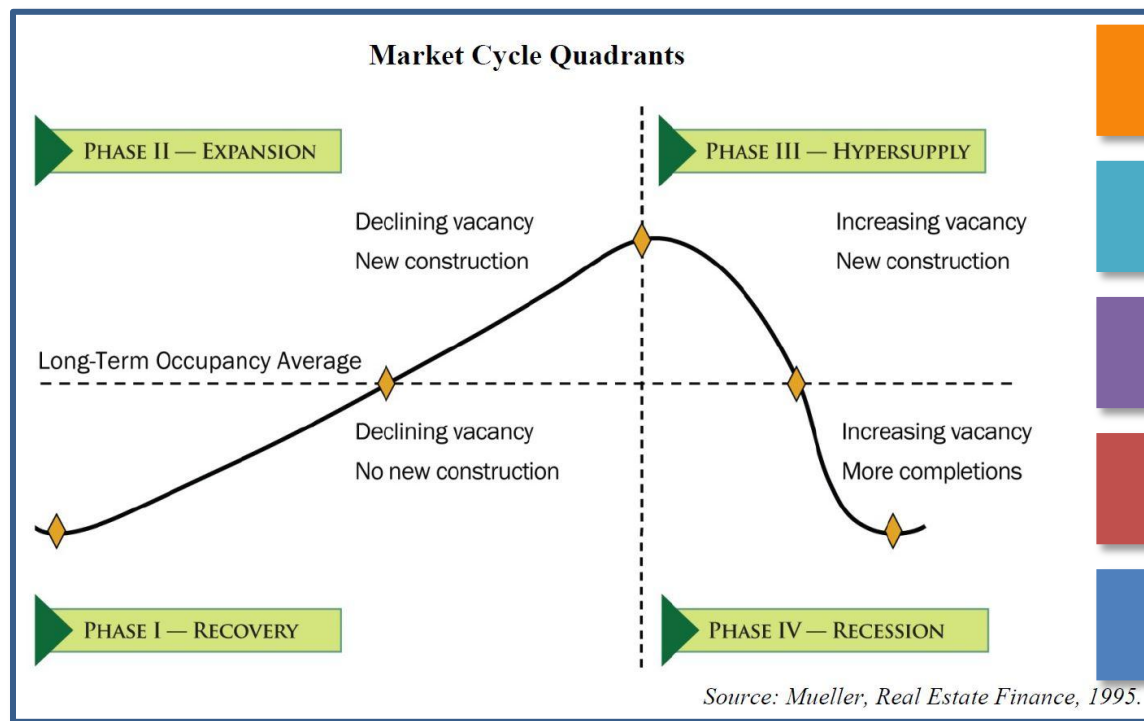 Market Cycle Quadrants
PHASE II — EXPANSION
PHASE III — HYPERSUPPLY
Declining vacancy
New construction
Increasing vacancy
New construction
Long-Term Occupancy Average
Declining vacancy
No new construction
Increasing vacancy
More completions
PHASE I — RECOVERY
PHASE IV — RECESSION
Source: Mueller, Real Estate Finance, 1995.